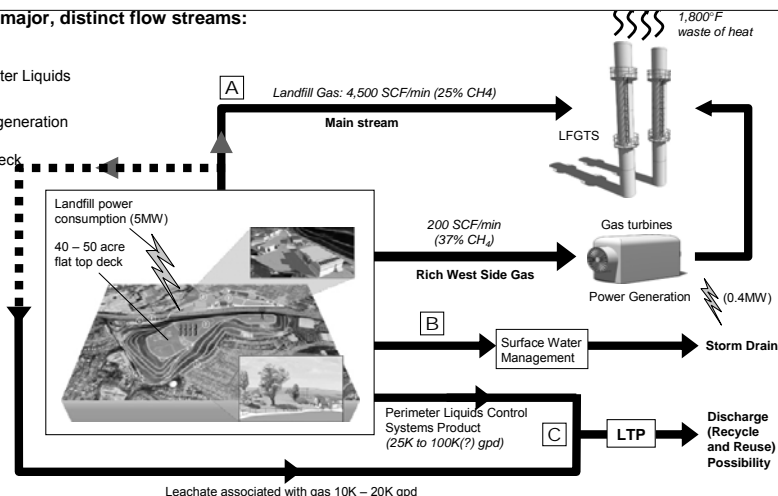 major, distinct flow streams:
ter Liquids
generation
eck
A
Landfill Gas: 4,500 SCF/min (25% CH4)
Main stream
1,800°F
waste of heat
LFGTS
Landfill power
consumption (5MW)
40 – 50 acre
flat top deck
200 SCF/min
(37% CH₄)
Rich West Side Gas
Gas turbines
Power Generation
(0.4MW)
B
Surface Water
Management
Storm Drain
Perimeter Liquids Control
Systems Product
(25K to 100K(?) gpd)
C
LTP
Discharge
(Recycle
and Reuse)
Possibility
Leachate associated with gas 10K – 20K gpd